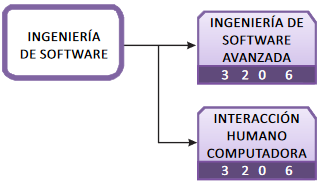 INGENIERÍA
DE SOFTWARE
INGENIERÍA DE
SOFTWARE
AVANZADA
3 2 0 6
INTERACCIÓN
HUMANO
COMPUTADORA
3 2 0 6